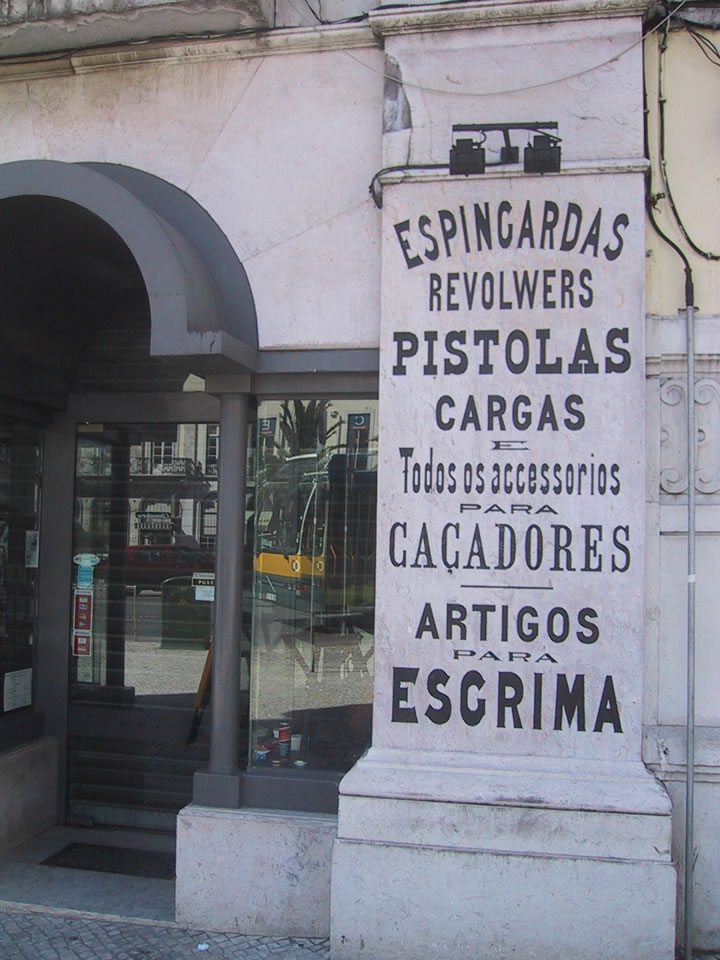 ESPINGARDAS
REVOLWERS
PISTOLAS
CARGAS
E
Todos os accessorios
PARA
CAÇADORES
ARTIGOS
PARA
ESGRIMA